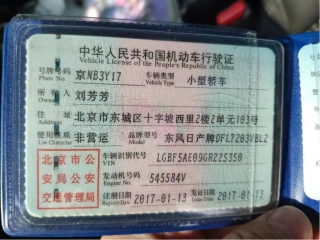 中华人民共和国机动车行驶证
Vehicle License of the People's Republic of China
号牌号码 京NB3Y17 车辆类型 小型轿车
Plate No. Vehicle Type
所有人 刘芳芳
Owner
住址 北京市东城区十字坡西里2楼2单元103号
Address
使用性质 非营运 品牌型号 东风日产牌DFL7203VBL2
Use Character Model
北京市公 车辆识别代号 LGBF5AE09GR225350
VIN
安局公安 发动机号码 545584V
Engine No.
交通管理局 注册日期 2017-01-13 发证日期 2017-01-13
Register Date Issue Date